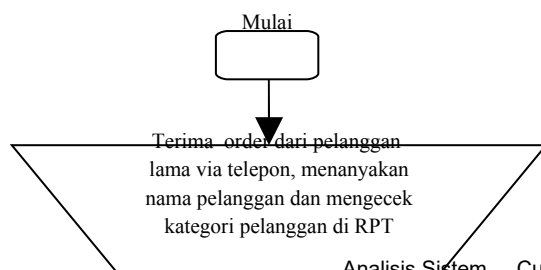 Mulai
Terima order dari pelanggan
lama via telepon, menanyakan
nama pelanggan dan mengecek
kategori pelanggan di RPT
Analisis Sistem